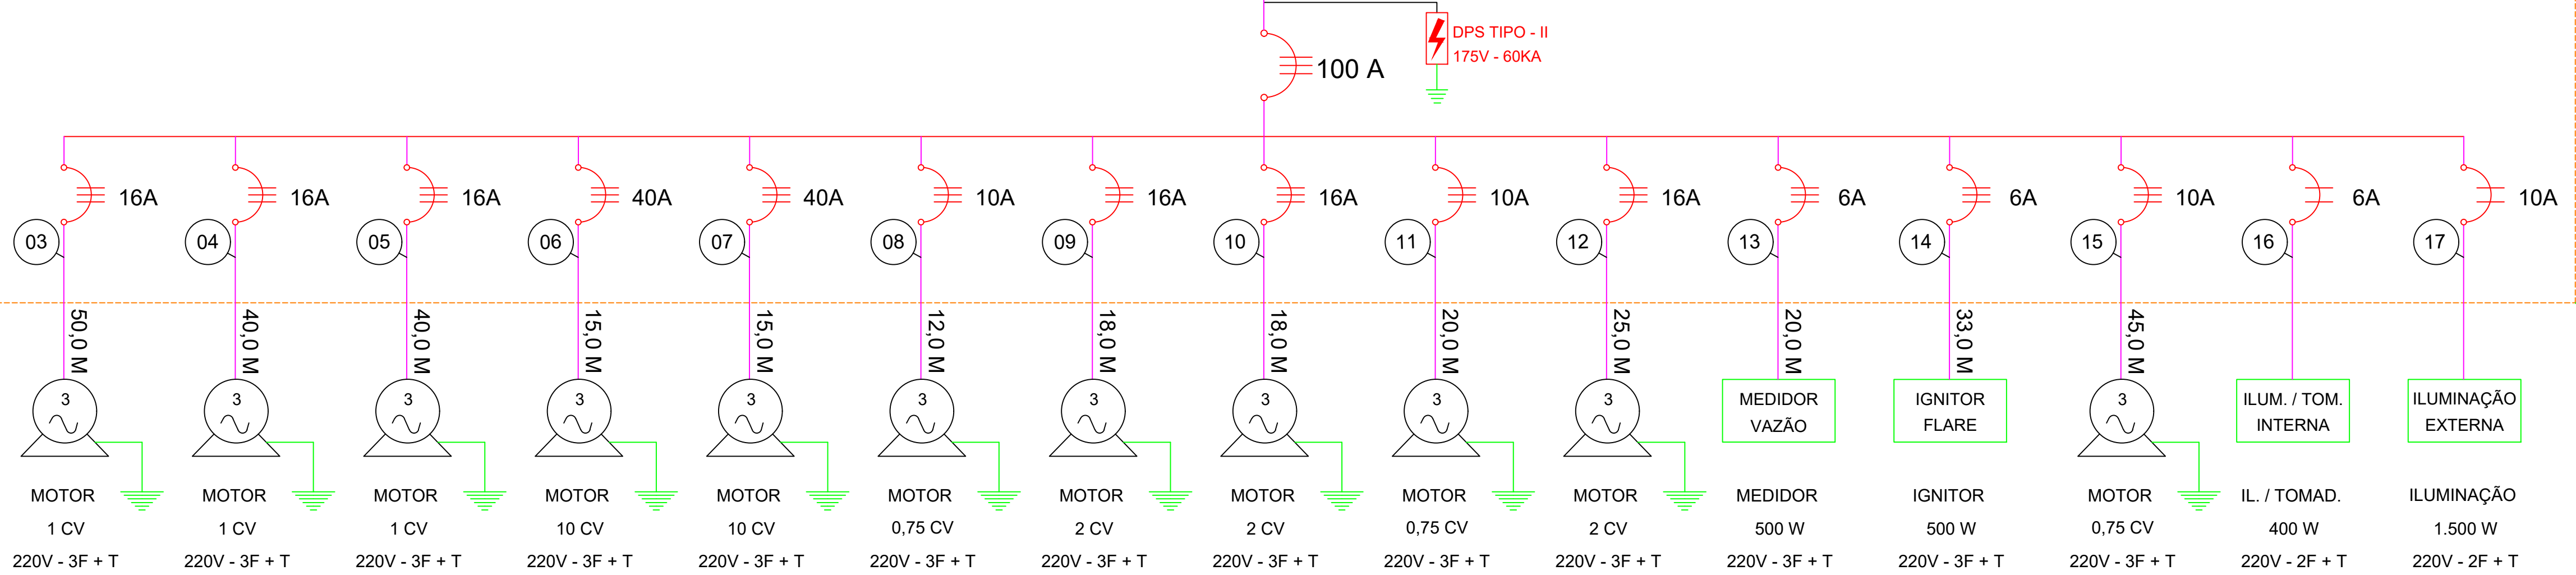 DPS TIPO - II
175V - 60KA
100 A
16A 16A 16A 40A 40A 10A 16A 16A 10A 16A 6A 6A 10A 6A 10A
03 04 05 06 07 08 09 10 11 12 13 14 15 16 17
50,0 M 40,0 M 40,0 M 15,0 M 15,0 M 12,0 M 18,0 M 18,0 M 20,0 M 25,0 M 20,0 M 33,0 M 45,0 M
3 3 3 3 3 3 3 3 3 3 MEDIDOR IGNITOR 3 ILUM. / TOM. ILUMINAÇÃO
VAZÃO FLARE INTERNA EXTERNA
MOTOR MOTOR MOTOR MOTOR MOTOR MOTOR MOTOR MOTOR MOTOR MOTOR MEDIDOR IGNITOR MOTOR IL. / TOMAD. ILUMINAÇÃO
1 CV 1 CV 1 CV 10 CV 10 CV 0,75 CV 2 CV 2 CV 0,75 CV 2 CV 500 W 500 W 0,75 CV 400 W 1.500 W
220V - 3F + T 220V - 3F + T 220V - 3F + T 220V - 3F + T 220V - 3F + T 220V - 3F + T 220V - 3F + T 220V - 3F + T 220V - 3F + T 220V - 3F + T 220V - 3F + T 220V - 3F + T 220V - 3F + T 220V - 2F + T 220V - 2F + T